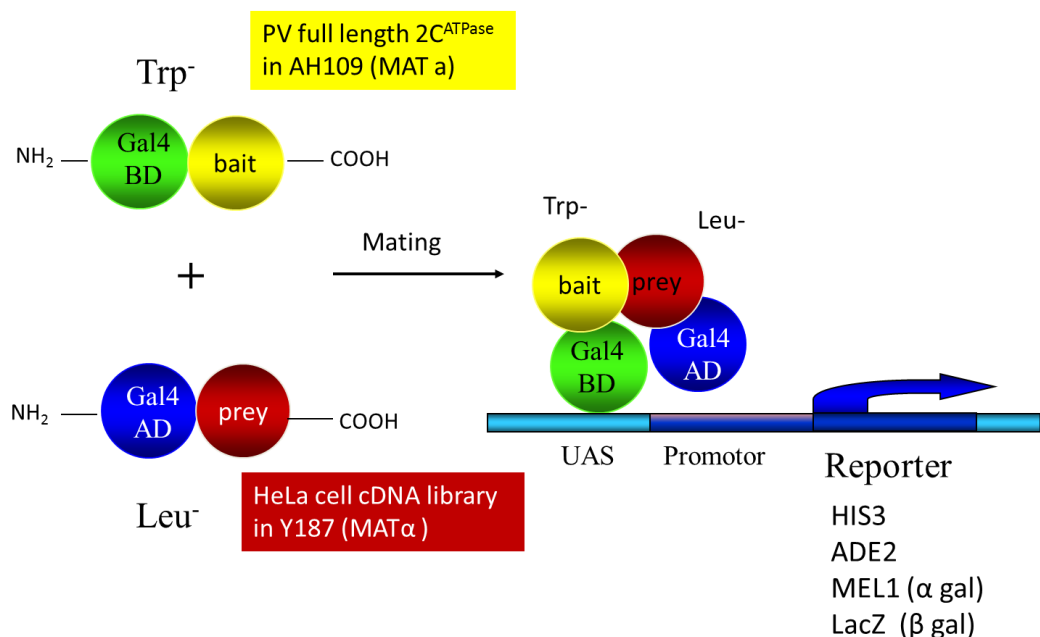 PV full length 2C^ATPase
in AH109 (MAT a)
Trp-
NH2
Gal4
BD
bait
COOH
+
Mating
Trp-
Leu-
bait
prey
Gal4
BD
Gal4
AD
NH2
Gal4
AD
prey
COOH
UAS
Promotor
Reporter
Leu-
HeLa cell cDNA library
in Y187 (MATα )
HIS3
ADE2
MEL1 (α gal)
LacZ (β gal)